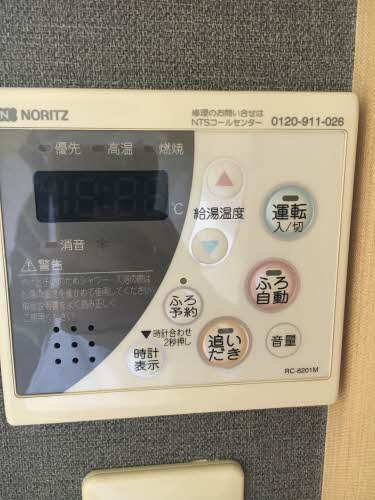 N NORITZ
修理のお問い合せは
NTSコールセンター 0120-911-026
優先 高温 燃焼
℃
給湯温度
運転
入/切
消音
⚠警告
ふろ
自動
ふろ
予約
▼時計合わせ
2秒押し
時計
表示
追い
だき
音量
RC-8201M